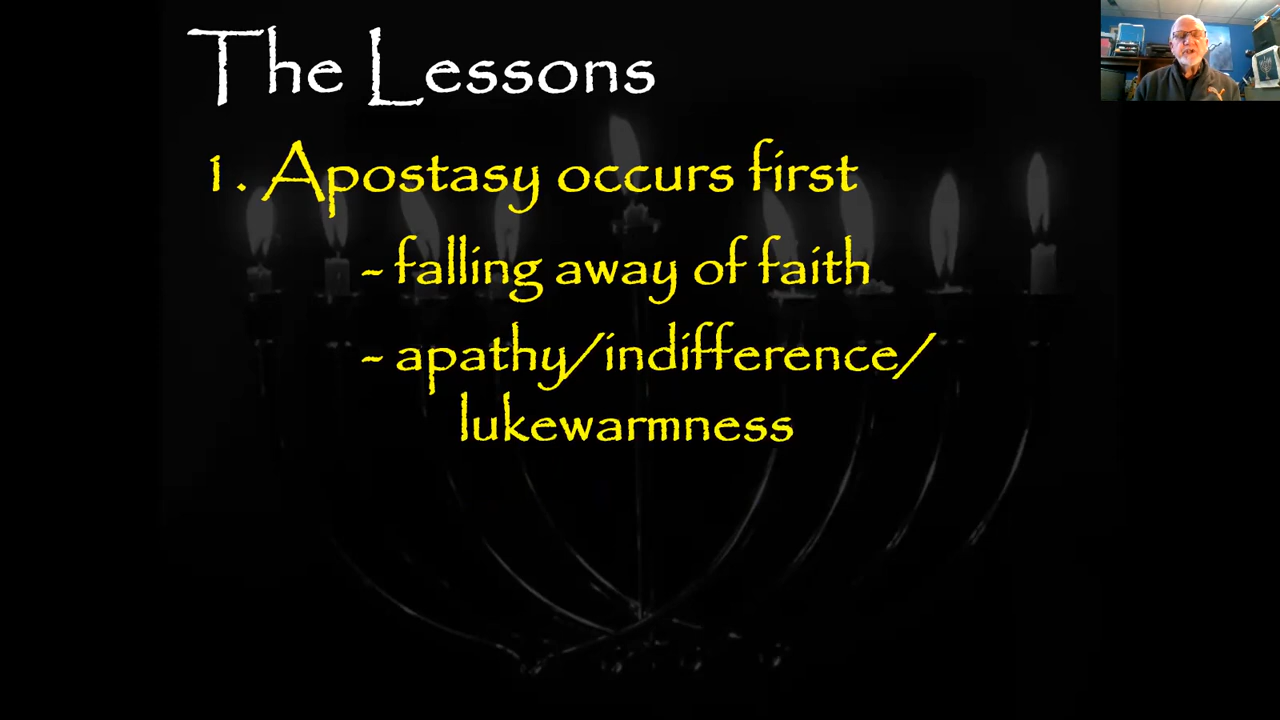 The Lessons
1. Apostasy occurs first
- falling away of faith
- apathy/indifference/
lukewarmness